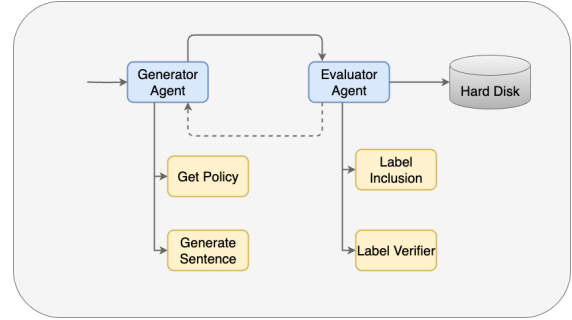 Generator
Agent
Evaluator
Agent
Hard Disk
Get Policy
Label
Inclusion
Generate
Sentence
Label Verifier